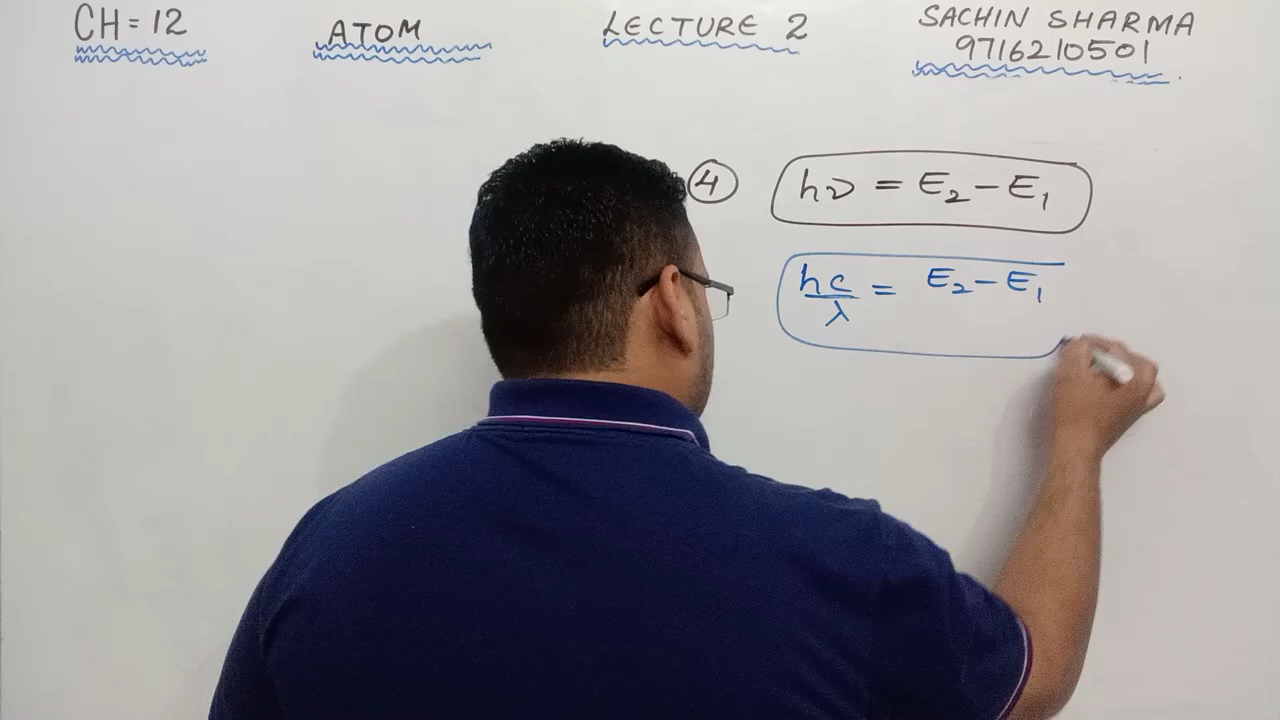 CH = 12 ATOM LECTURE 2 SACHIN SHARMA
9716210501
④ hν = E₂ − E₁
hc/λ = E₂ − E₁